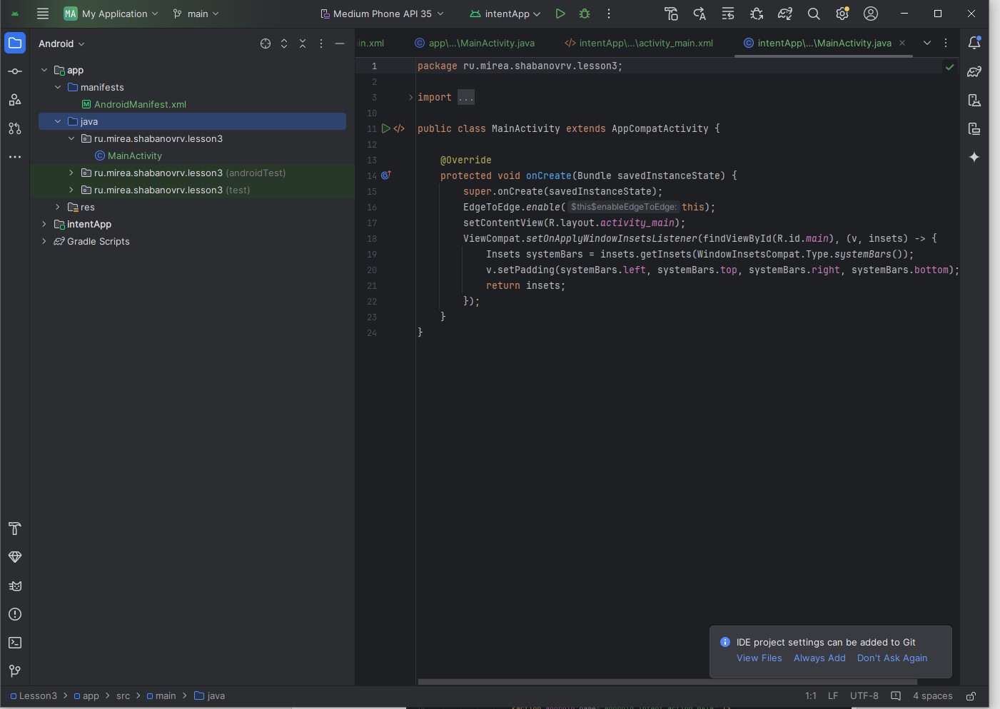 MA My Application main Medium Phone API 35 intentApp
Android
in.xml app\...\MainActivity.java intentApp\...\activity_main.xml intentApp\...\MainActivity.java
app
manifests
AndroidManifest.xml
java
ru.mirea.shabanovrv.lesson3
MainActivity
ru.mirea.shabanovrv.lesson3 (androidTest)
ru.mirea.shabanovrv.lesson3 (test)
res
intentApp
Gradle Scripts
1 package ru.mirea.shabanovrv.lesson3;
2
3 import ...
10
11 public class MainActivity extends AppCompatActivity {
12
13 @Override
14 protected void onCreate(Bundle savedInstanceState) {
15 super.onCreate(savedInstanceState);
16 EdgeToEdge.enable( $this$enableEdgeToEdge: this);
17 setContentView(R.layout.activity_main);
18 ViewCompat.setOnApplyWindowInsetsListener(findViewById(R.id.main), (v, insets) -> {
19 Insets systemBars = insets.getInsets(WindowInsetsCompat.Type.systemBars());
20 v.setPadding(systemBars.left, systemBars.top, systemBars.right, systemBars.bottom);
21 return insets;
22 });
23 }
24 }
IDE project settings can be added to Git
View Files Always Add Don't Ask Again
Lesson3 > app > src > main > java
1:1 LF UTF-8 4 spaces